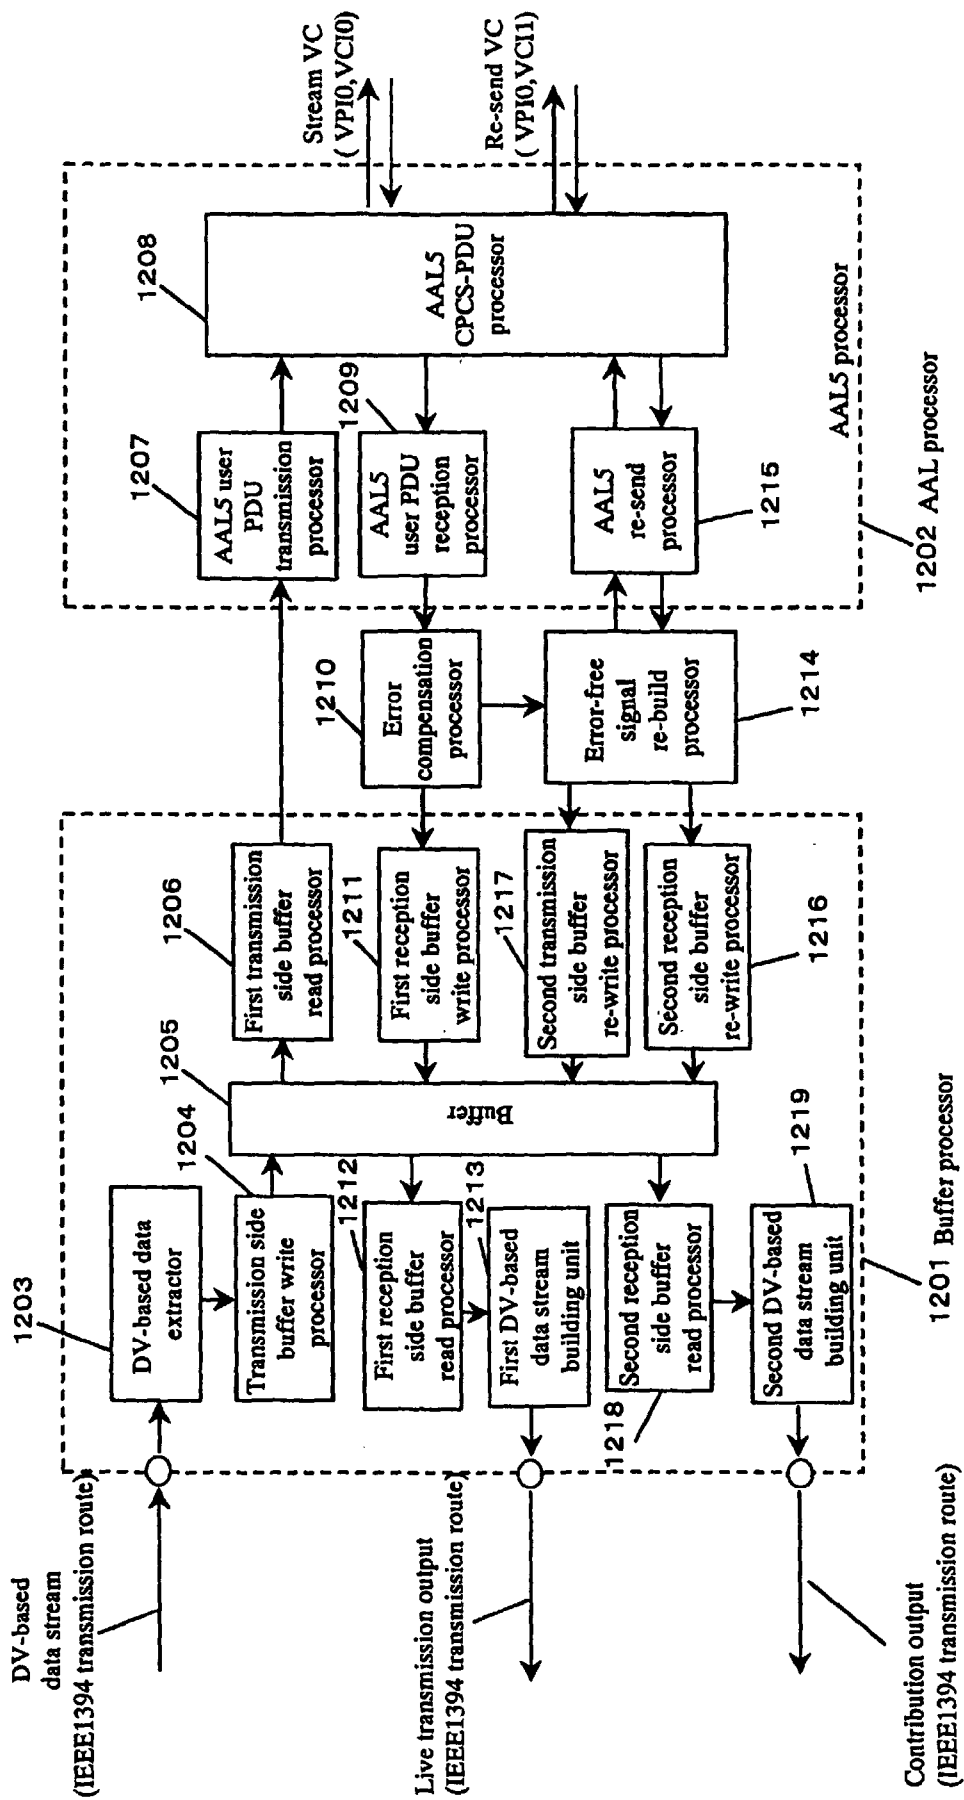 DV-based
data stream
(IEEE1394 transmission route)
1203
DV-based data
extractor
1204
Transmission side
buffer write
processor
1205
Buffer
1206
First transmission
side buffer
read processor
1207
AAL5 user
PDU
transmission
processor
1208
AAL5
CPCS-PDU
processor
Stream VC
( VPI0,VCI0)
Re-send VC
( VPI0,VCI1)
1209
AAL5
user PDU
reception
processor
1210
Error
compensation
processor
1211
First reception
side buffer
write processor
1212
First reception
side buffer
read processor
1213
First DV-based
data stream
building unit
Live transmission output
(IEEE1394 transmission route)
AAL5
re-send
processor
1215
Error-free
signal
re-build
processor
1214
1217
Second transmission
side buffer
re-write processor
Second reception
side buffer
re-write processor
1216
Second reception
side buffer
read processor
1218
1219
Second DV-based
data stream
building unit
Contribution output
(IEEE1394 transmission route)
1201 Buffer processor
AAL5 processor
1202 AAL processor